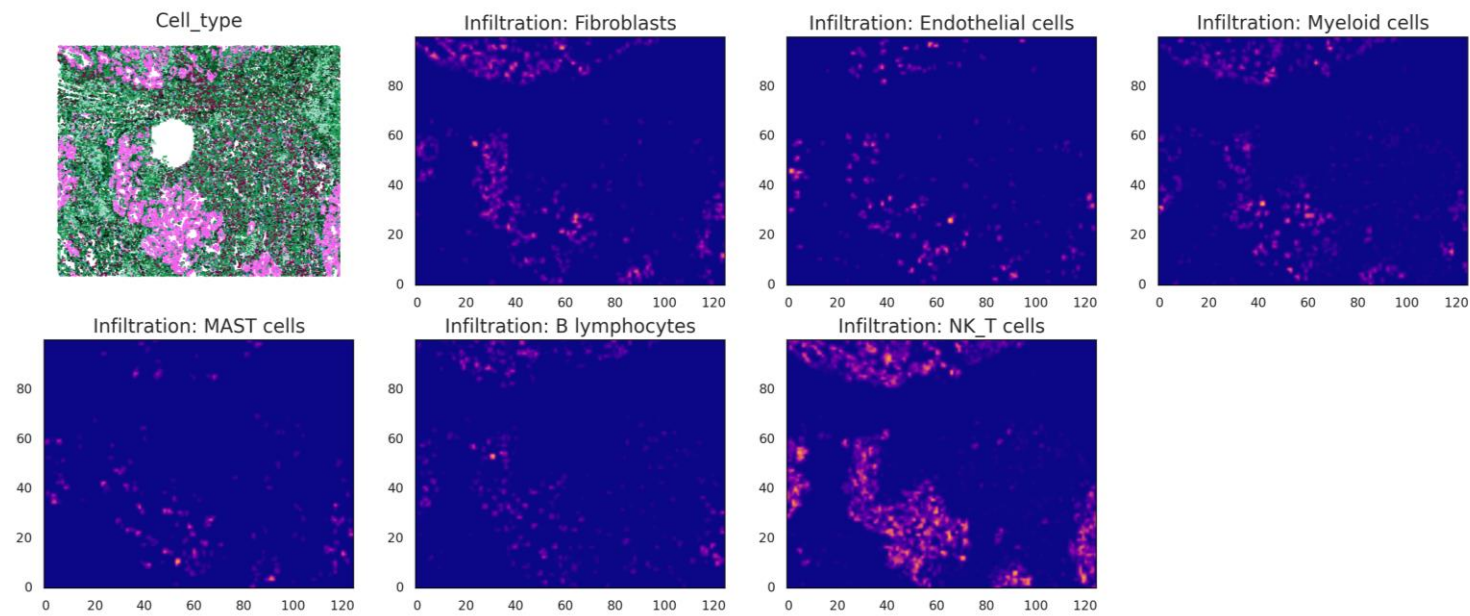 Cell_type
Infiltration: Fibroblasts
80
60
40
20
0
0 20 40 60 80 100 120
Infiltration: Endothelial cells
80
60
40
20
0
0 20 40 60 80 100 120
Infiltration: Myeloid cells
80
60
40
20
0
0 20 40 60 80 100 120
Infiltration: MAST cells
80
60
40
20
0
0 20 40 60 80 100 120
Infiltration: B lymphocytes
80
60
40
20
0
0 20 40 60 80 100 120
Infiltration: NK_T cells
80
60
40
20
0
0 20 40 60 80 100 120